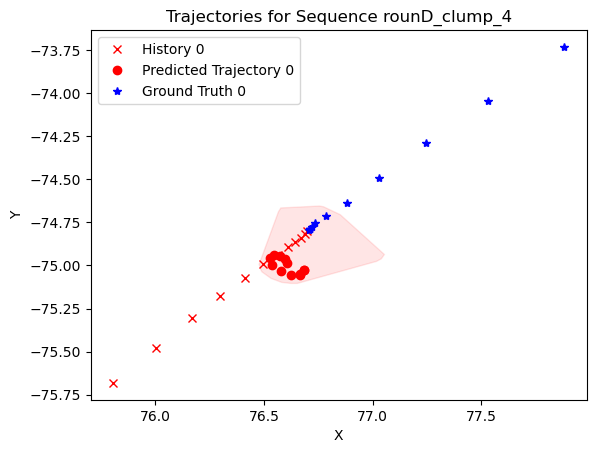 Trajectories for Sequence rounD_clump_4
History 0
Predicted Trajectory 0
Ground Truth 0
Y
−73.75
−74.00
−74.25
−74.50
−74.75
−75.00
−75.25
−75.50
−75.75
76.0 76.5 77.0 77.5
X